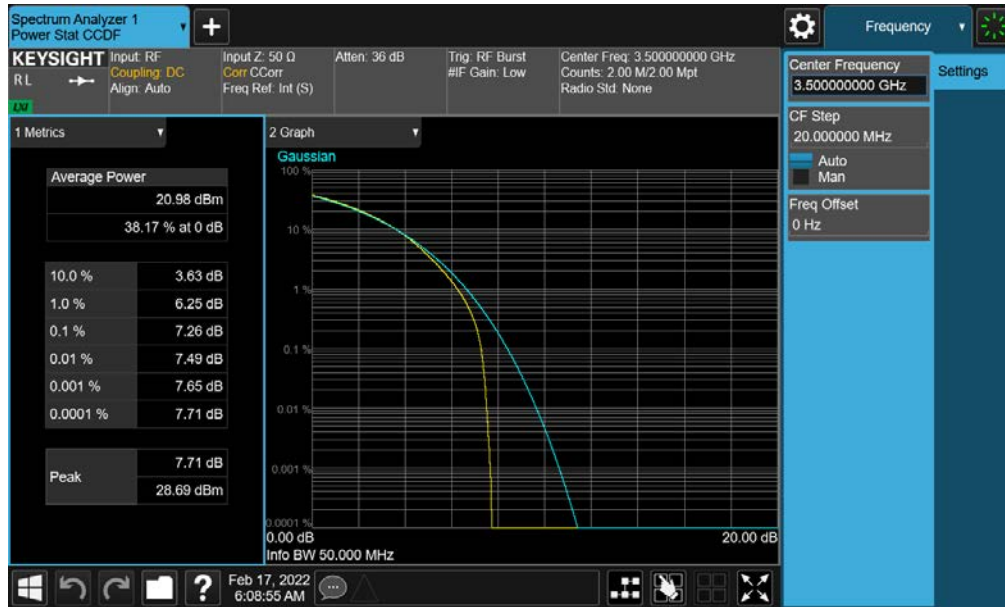 Spectrum Analyzer 1
Power Stat CCDF
Frequency
KEYSIGHT
Input: RF
Input Z: 50 Ω
Atten: 36 dB
Trig: RF Burst
Center Freq: 3.500000000 GHz
RL
Coupling: DC
Corr CCorr
#IF Gain: Low
Counts: 2.00 M/2.00 Mpt
Align: Auto
Freq Ref: Int (S)
Radio Std: None
LXI
Center Frequency
3.500000000 GHz
Settings
CF Step
20.000000 MHz
Auto
Man
Freq Offset
0 Hz
1 Metrics
Average Power
20.98 dBm
38.17 % at 0 dB
10.0 % 3.63 dB
1.0 % 6.25 dB
0.1 % 7.26 dB
0.01 % 7.49 dB
0.001 % 7.65 dB
0.0001 % 7.71 dB
Peak
7.71 dB
28.69 dBm
2 Graph
Gaussian
100 %
10 %
1 %
0.1 %
0.01 %
0.001 %
0.0001 %
0.00 dB
20.00 dB
Info BW 50.000 MHz
?
Feb 17, 2022
6:08:55 AM